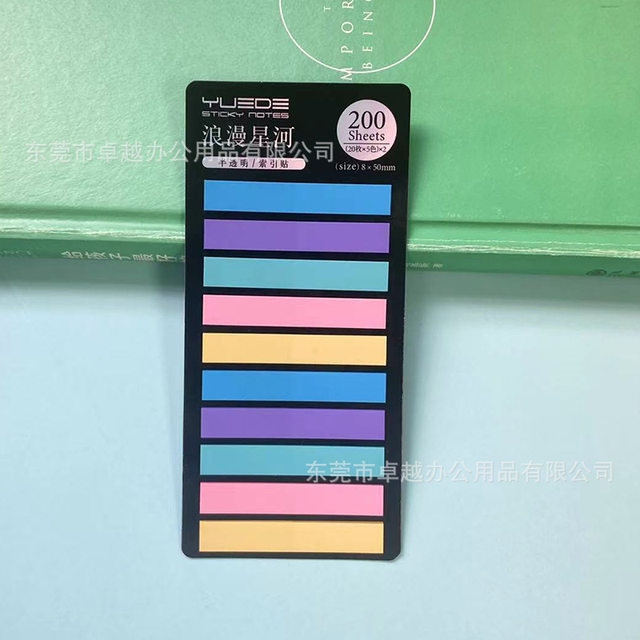 T
MPOR
BEING
YUEDE
STICKY NOTES
浪漫星河
半透明/索引贴
200
Sheets
(20枚×5色)×2
(size) 8×50mm
东莞市卓越办公用品有限公司
东莞市卓越办公用品有限公司